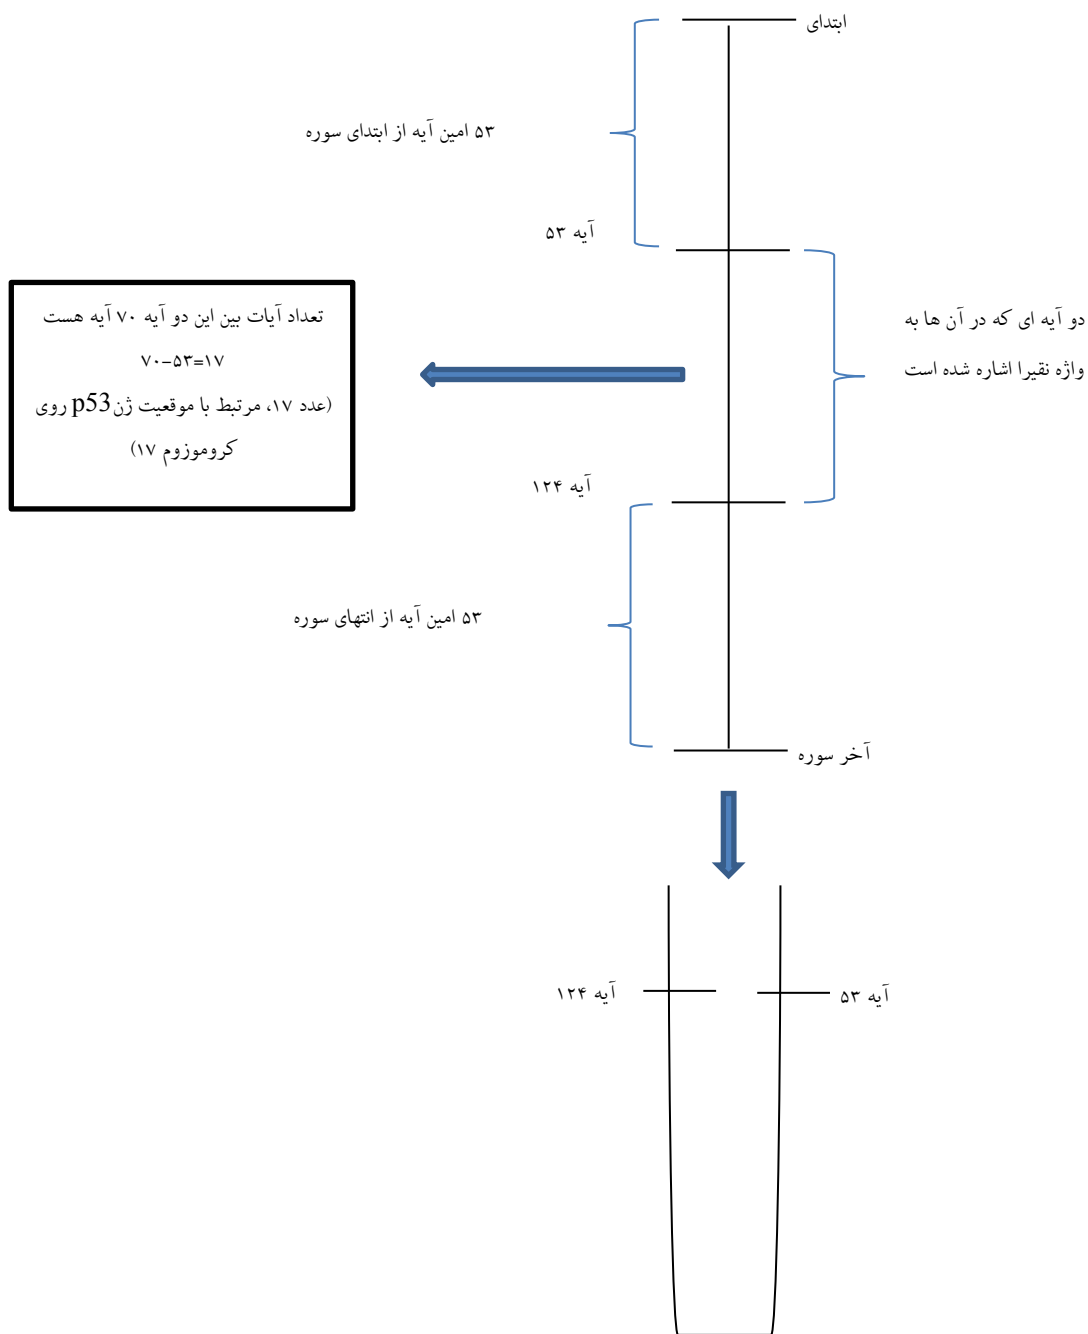 ابتدای
۵۳ امین آیه از ابتدای سوره
آیه ۵۳
دو آیه ای که در آن ها به
واژه نقیرا اشاره شده است
تعداد آیات بین این دو آیه ۷۰ آیه هست
۷۰-۵۳=۱۷
(عدد ۱۷، مرتبط با موقعیت ژن p53 روی
کروموزوم ۱۷)
آیه ۱۲۴
۵۳ امین آیه از انتهای سوره
آخر سوره
آیه ۵۳
آیه ۱۲۴